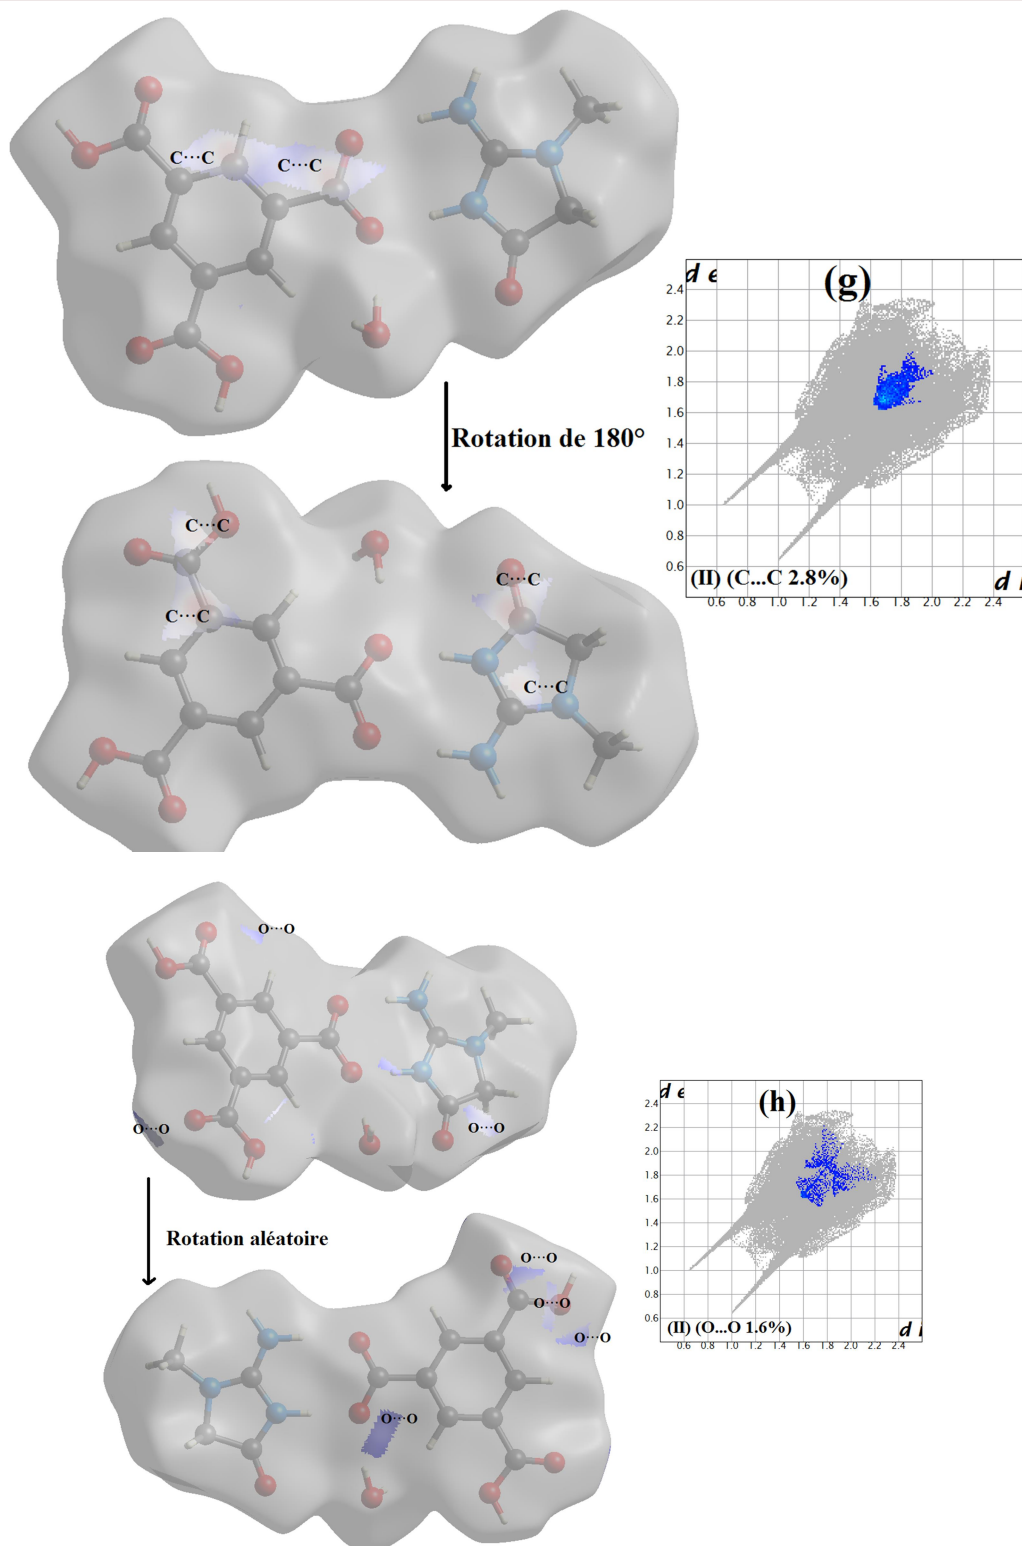 C···C
C···C
(g)
d e
2.4
2.2
2.0
1.8
1.6
1.4
1.2
1.0
0.8
0.6
(II) (C...C 2.8%)
d i
0.6 0.8 1.0 1.2 1.4 1.6 1.8 2.0 2.2 2.4
Rotation de 180°
C···C
C···C
C···C
C···C
O···O
O···O
O···O
(h)
d e
2.4
2.2
2.0
1.8
1.6
1.4
1.2
1.0
0.8
0.6
(II) (O...O 1.6%)
d i
0.6 0.8 1.0 1.2 1.4 1.6 1.8 2.0 2.2 2.4
Rotation aléatoire
O···O
O···O
O···O
O···O